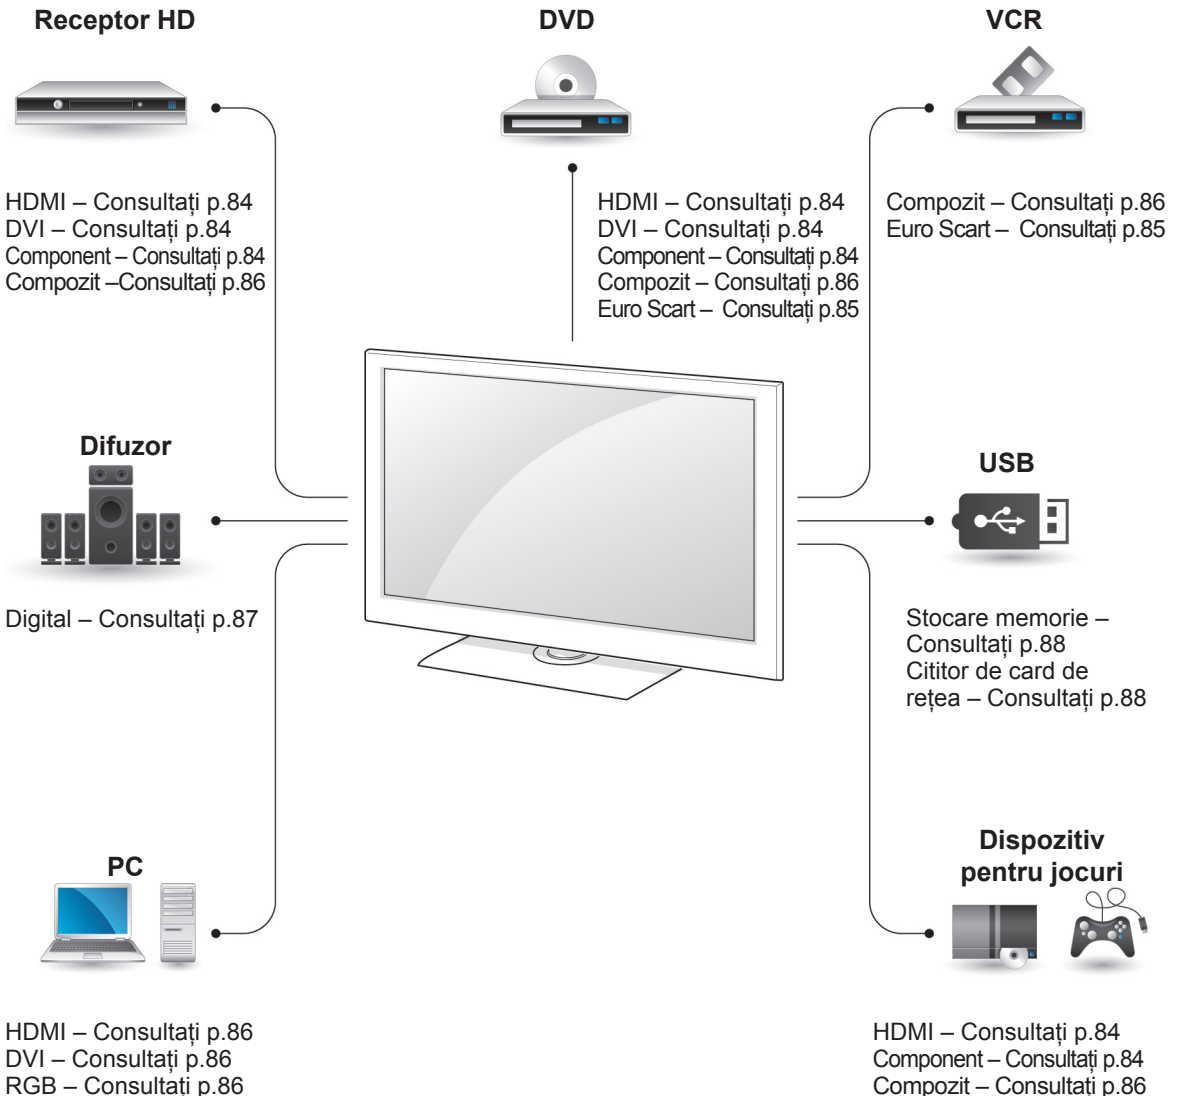 Receptor HD
HDMI – Consultați p.84
DVI – Consultați p.84
Component – Consultați p.84
Compozit –Consultați p.86
DVD
HDMI – Consultați p.84
DVI – Consultați p.84
Component – Consultați p.84
Compozit – Consultați p.86
Euro Scart – Consultați p.85
VCR
Compozit – Consultați p.86
Euro Scart – Consultați p.85
Difuzor
Digital – Consultați p.87
USB
Stocare memorie –
Consultați p.88
Cititor de card de
rețea – Consultați p.88
PC
HDMI – Consultați p.86
DVI – Consultați p.86
RGB – Consultați p.86
Dispozitiv
pentru jocuri
HDMI – Consultați p.84
Component – Consultați p.84
Compozit – Consultați p.86